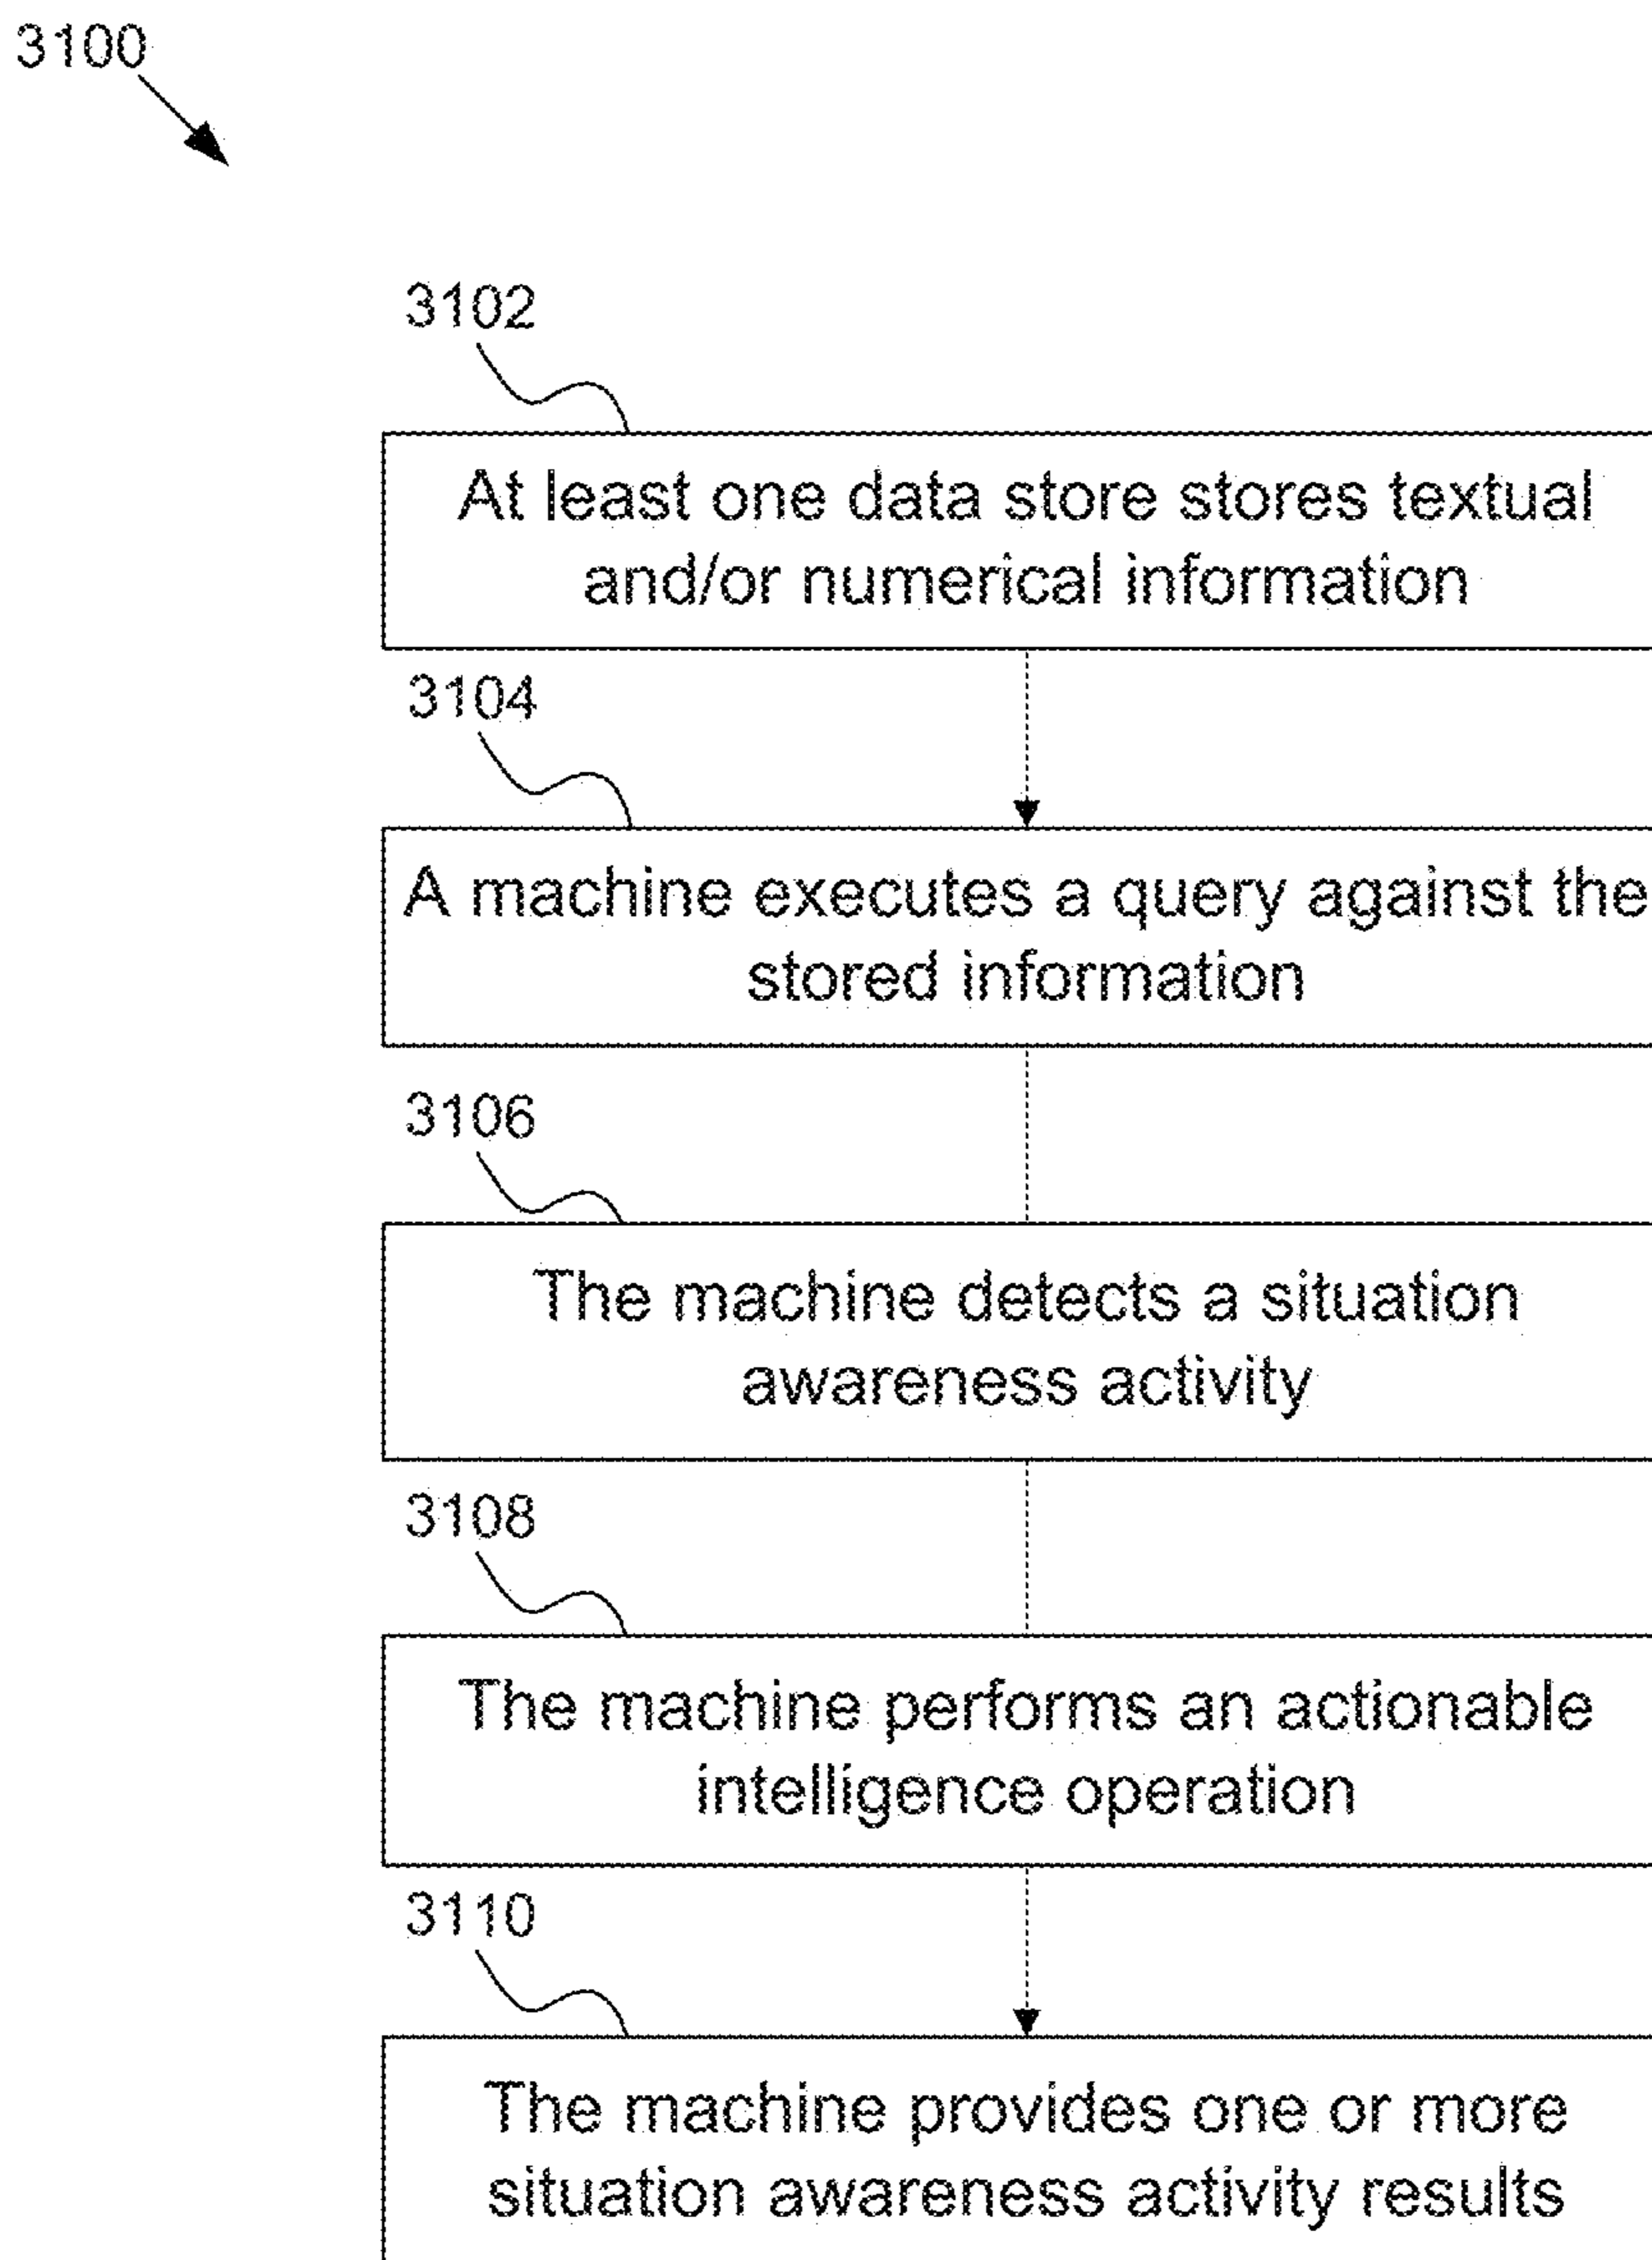 3100
3102
At least one data store stores textual
and/or numerical information
3104
A machine executes a query against the
stored information
3106
The machine detects a situation
awareness activity
3108
The machine performs an actionable
intelligence operation
3110
The machine provides one or more
situation awareness activity results